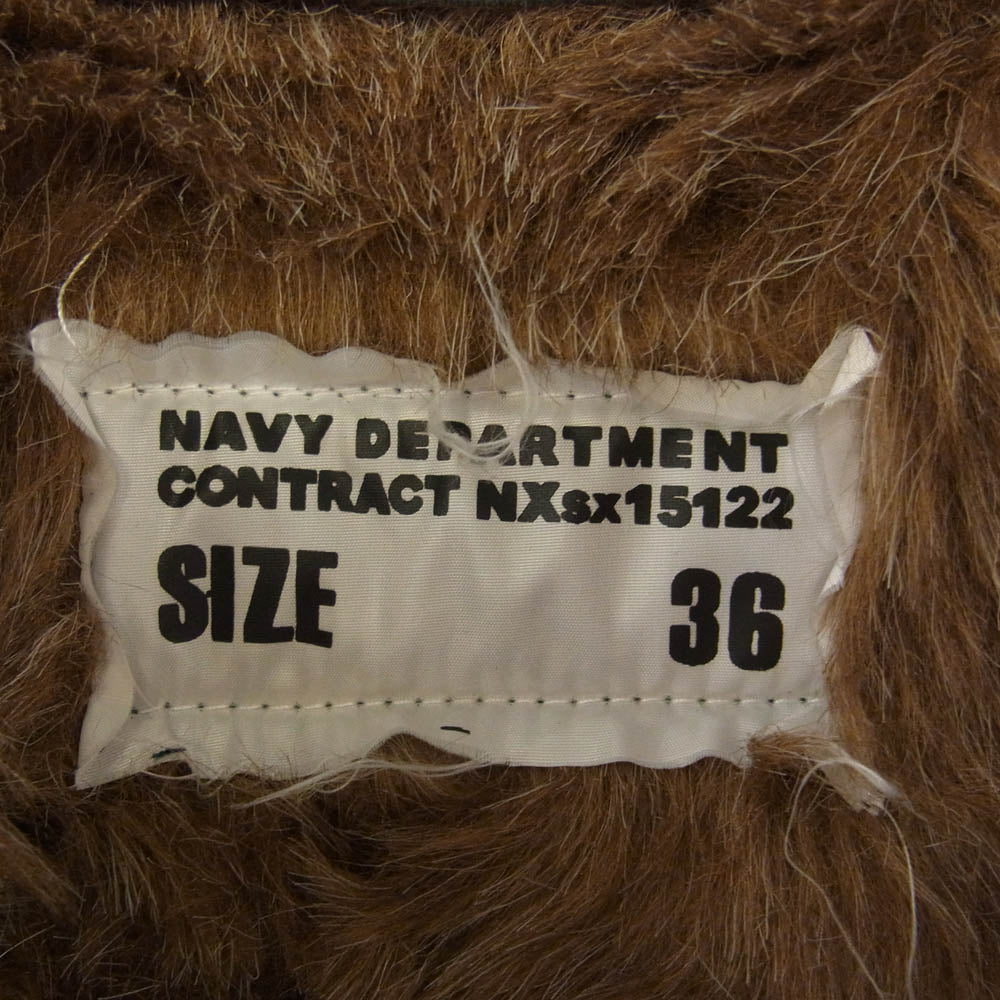 NAVY DEPARTMENT
CONTRACT NXsx15122
SIZE 36